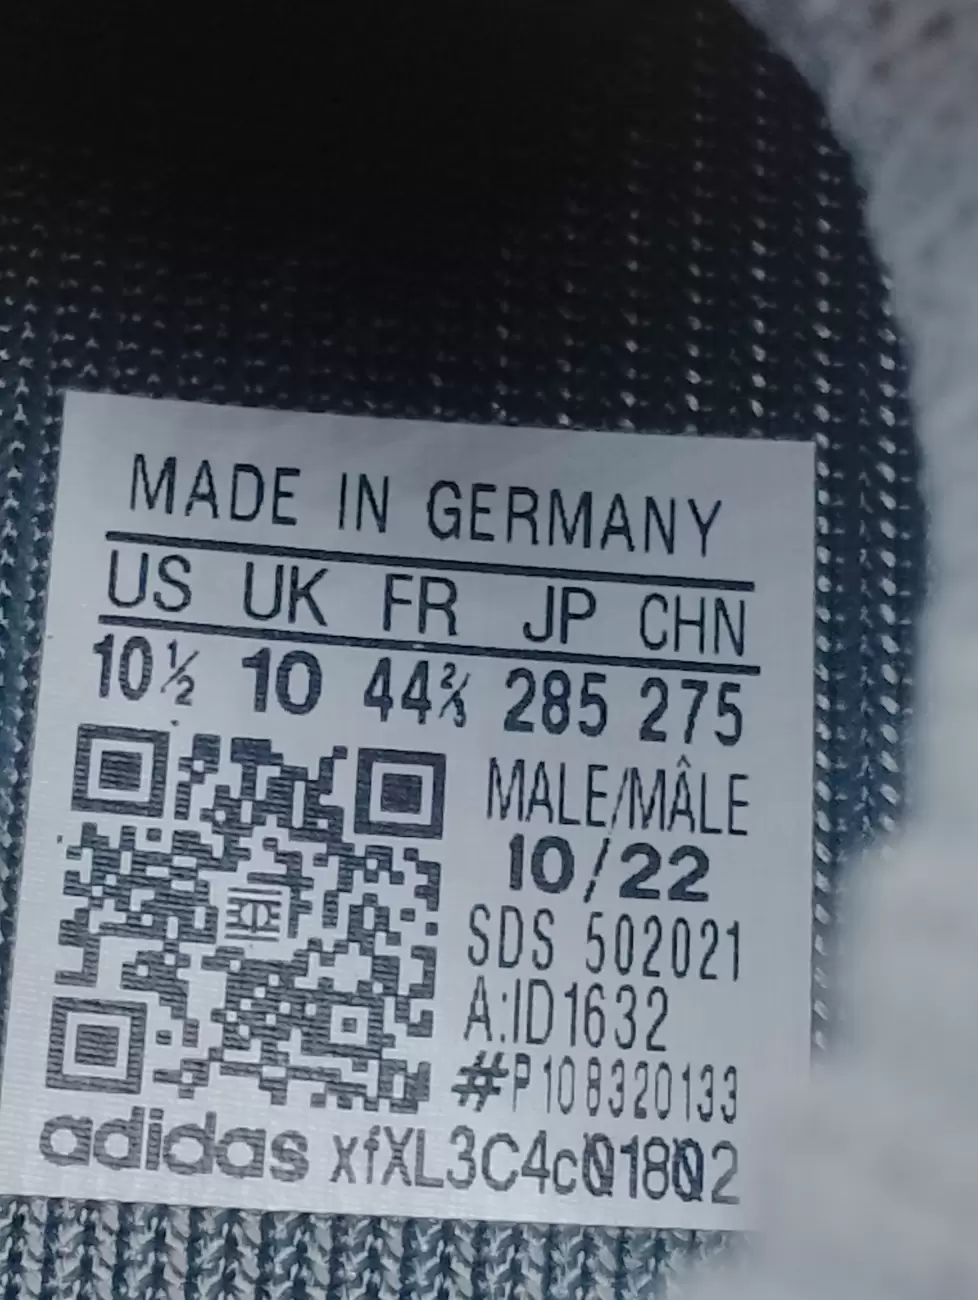 MADE IN GERMANY
US UK FR JP CHN
10½ 10 44⅔ 285 275
MALE/MÂLE
10/22
SDS 502021
A:ID1632
#P108320133
adidas xfXL3C4cQ1802